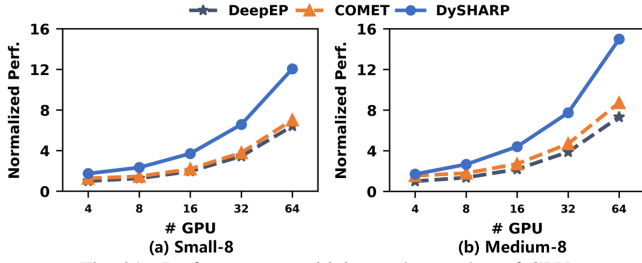 DeepEP COMET DySHARP
Normalized Perf.
16
12
8
4
0
4 8 16 32 64
# GPU
(a) Small-8
Normalized Perf.
16
12
8
4
0
4 8 16 32 64
# GPU
(b) Medium-8